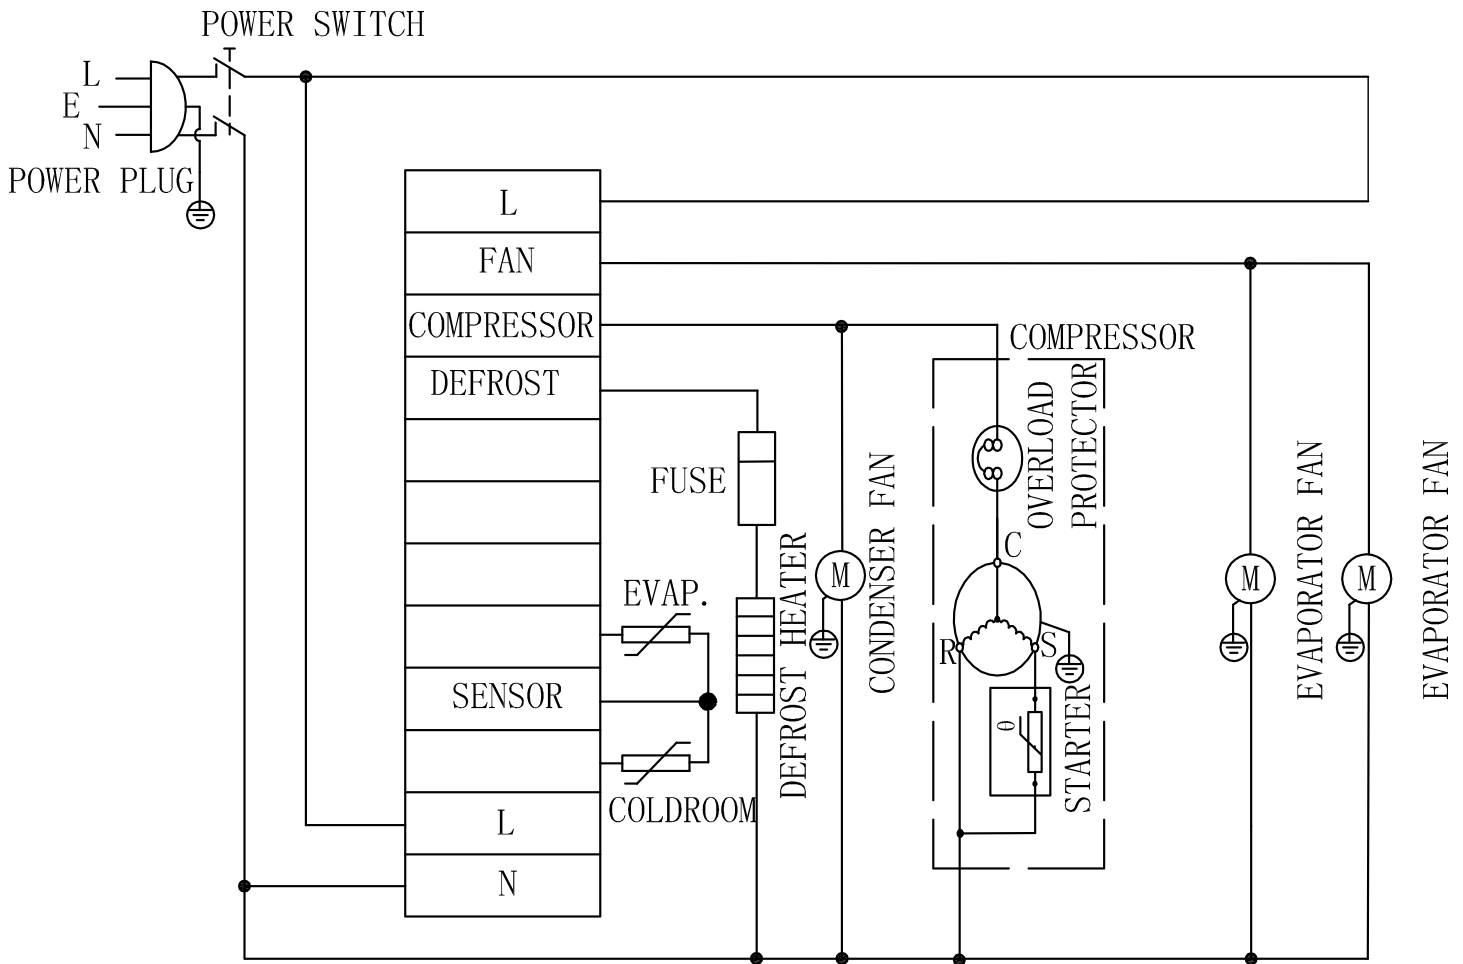 POWER SWITCH
L
E
N
POWER PLUG
L
FAN
COMPRESSOR
DEFROST
SENSOR
L
N
EVAP.
COLDROOM
FUSE
DEFROST HEATER
M
CONDENSER FAN
COMPRESSOR
OVERLOAD
PROTECTOR
C
R
S
θ
STARTER
M
EVAPORATOR FAN
M
EVAPORATOR FAN